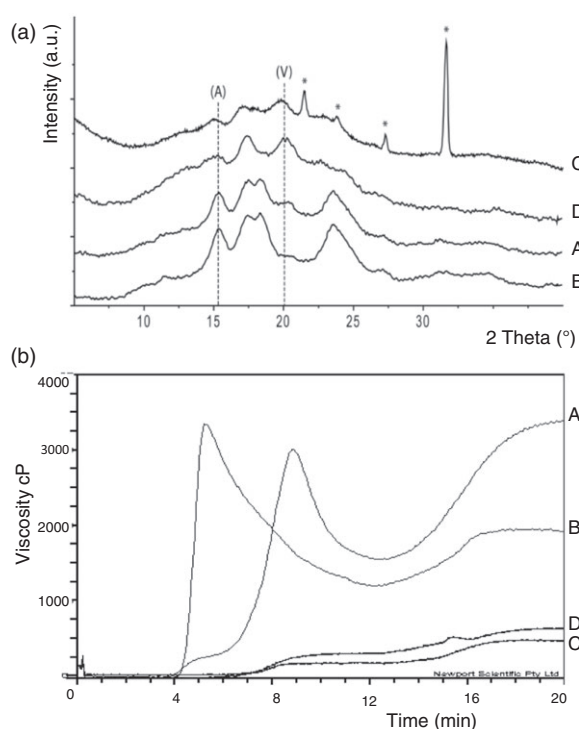 (a)
Intensity (a.u.)
(A)
(V)
*
*
*
*
C
D
A
B
10
15
20
25
30
2 Theta (°)
(b)
Viscosity cP
4000
3000
2000
1000
0
A
B
D
C
Newport Scientific Pty Ltd
0
4
8
12
16
20
Time (min)